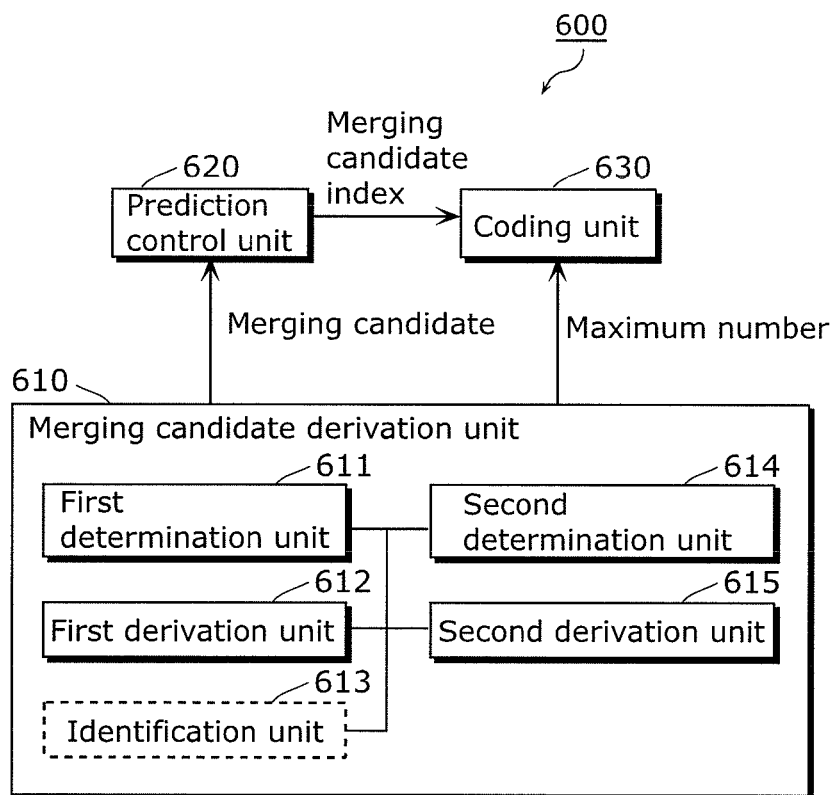 600
620
Merging
candidate
index
630
Prediction
control unit
Coding unit
Merging candidate
Maximum number
610
Merging candidate derivation unit
611
First
determination unit
614
Second
determination unit
612
First derivation unit
615
Second derivation unit
613
Identification unit